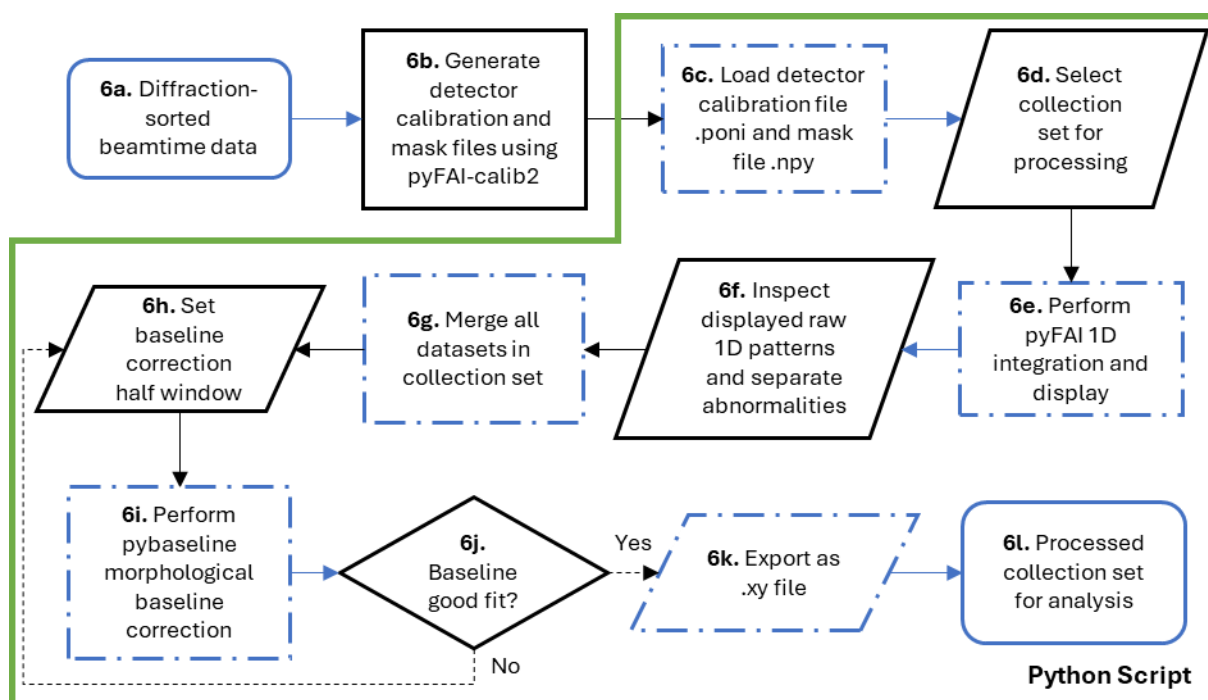 6a. Diffraction-
sorted
beamtime data
6b. Generate
detector
calibration and
mask files using
pyFAI-calib2
6c. Load detector
calibration file
.poni and mask
file .npy
6d. Select
collection
set for
processing
6e. Perform
pyFAI 1D
integration and
display
6f. Inspect
displayed raw
1D patterns
and separate
abnormalities
6g. Merge all
datasets in
collection set
6h. Set
baseline
correction
half window
6i. Perform
pybaseline
morphological
baseline
correction
6j.
Baseline
good fit?
Yes
No
6k. Export as
.xy file
6l. Processed
collection set
for analysis
Python Script